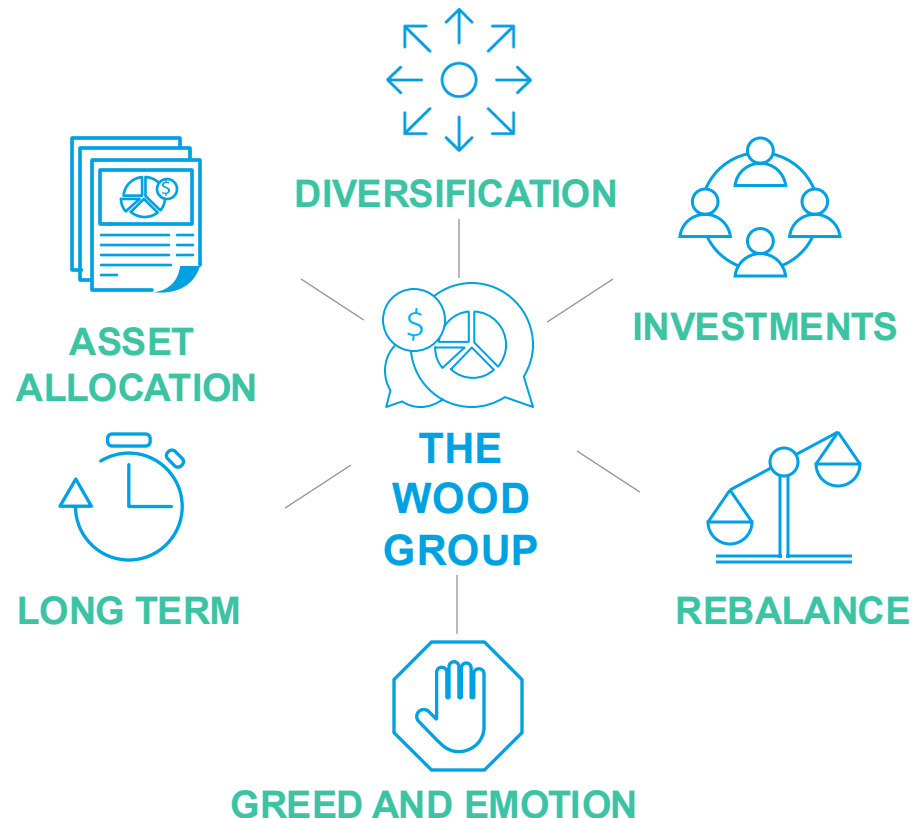 DIVERSIFICATION
ASSET
ALLOCATION
$
INVESTMENTS
$
THE
WOOD
GROUP
LONG TERM
REBALANCE
GREED AND EMOTION